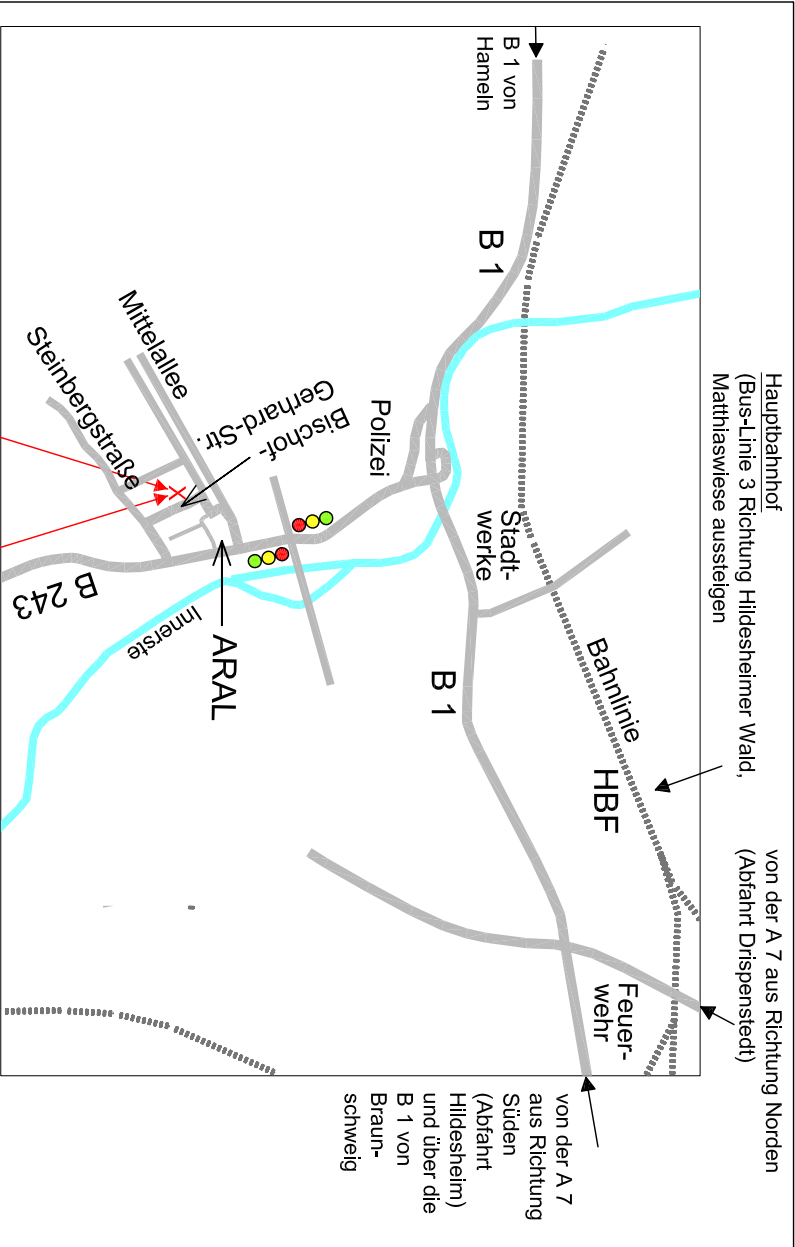 Hauptbahnhof
(Bus-Linie 3 Richtung Hildesheimer Wald,
Matthiaswiese aussteigen
von der A 7 aus Richtung Norden
(Abfahrt Drispenstedt)
B 1 von
Hameln
B 1
Bahnlinie
HBF
Feuer-
wehr
Stadt-
werke
B 1
Polizei
Bischof-
Gerhard-Str.
Mittelallee
Steinbergstraße
X
ARAL
Innerste
B 243
von der A 7
aus Richtung
Süden
(Abfahrt
Hildesheim)
und über die
B 1 von
Braun-
schweig